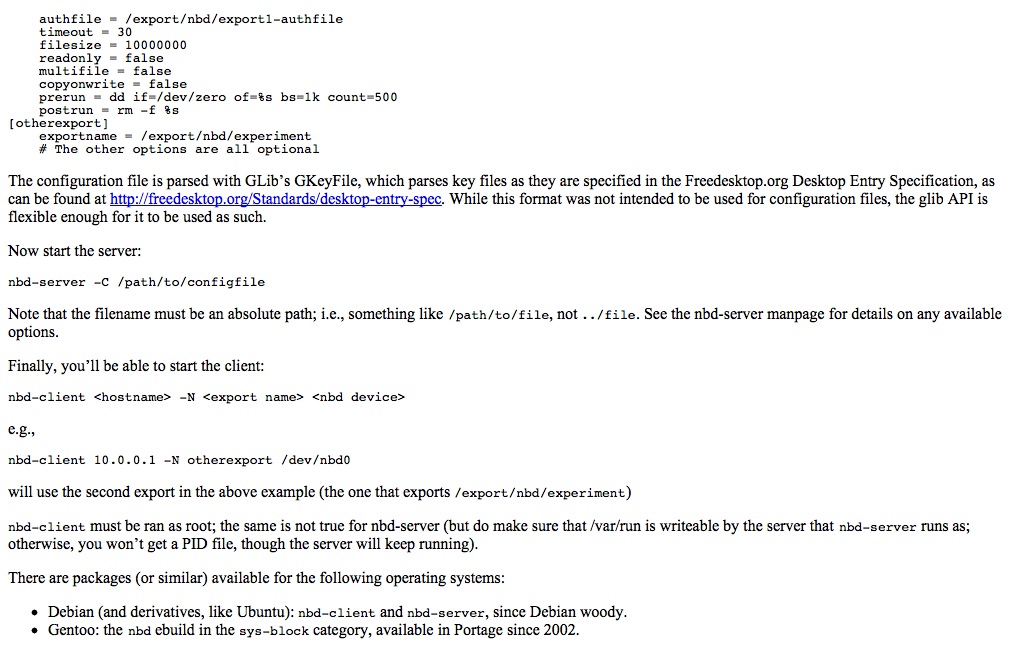 authfile = /export/nbd/export1-authfile
timeout = 30
filesize = 10000000
readonly = false
multifile = false
copyonwrite = false
prerun = dd if=/dev/zero of=%s bs=1k count=500
postrun = rm -f %s
[otherexport]
exportname = /export/nbd/experiment
# The other options are all optional
The configuration file is parsed with GLib’s GKeyFile, which parses key files as they are specified in the Freedesktop.org Desktop Entry Specification, as
can be found at http://freedesktop.org/Standards/desktop-entry-spec. While this format was not intended to be used for configuration files, the glib API is
flexible enough for it to be used as such.
Now start the server:
nbd-server -C /path/to/configfile
Note that the filename must be an absolute path; i.e., something like /path/to/file, not ../file. See the nbd-server manpage for details on any available
options.
Finally, you’ll be able to start the client:
nbd-client <hostname> -N <export name> <nbd device>
e.g.,
nbd-client 10.0.0.1 -N otherexport /dev/nbd0
will use the second export in the above example (the one that exports /export/nbd/experiment)
nbd-client must be ran as root; the same is not true for nbd-server (but do make sure that /var/run is writeable by the server that nbd-server runs as;
otherwise, you won’t get a PID file, though the server will keep running).
There are packages (or similar) available for the following operating systems:
• Debian (and derivatives, like Ubuntu): nbd-client and nbd-server, since Debian woody.
• Gentoo: the nbd ebuild in the sys-block category, available in Portage since 2002.